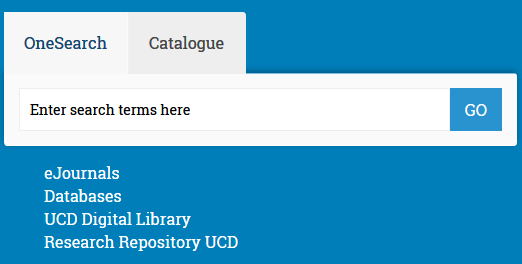 OneSearch Catalogue
Enter search terms here GO
eJournals
Databases
UCD Digital Library
Research Repository UCD